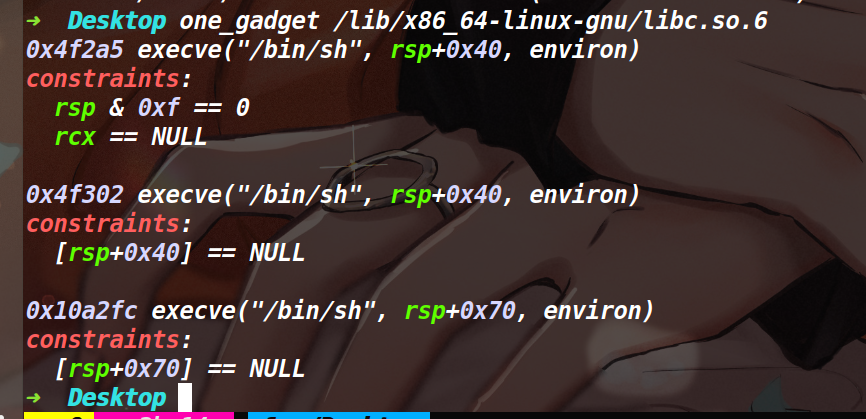 ➜  Desktop one_gadget /lib/x86_64-linux-gnu/libc.so.6
0x4f2a5 execve("/bin/sh", rsp+0x40, environ)
constraints:
  rsp & 0xf == 0
  rcx == NULL

0x4f302 execve("/bin/sh", rsp+0x40, environ)
constraints:
  [rsp+0x40] == NULL

0x10a2fc execve("/bin/sh", rsp+0x70, environ)
constraints:
  [rsp+0x70] == NULL
➜  Desktop